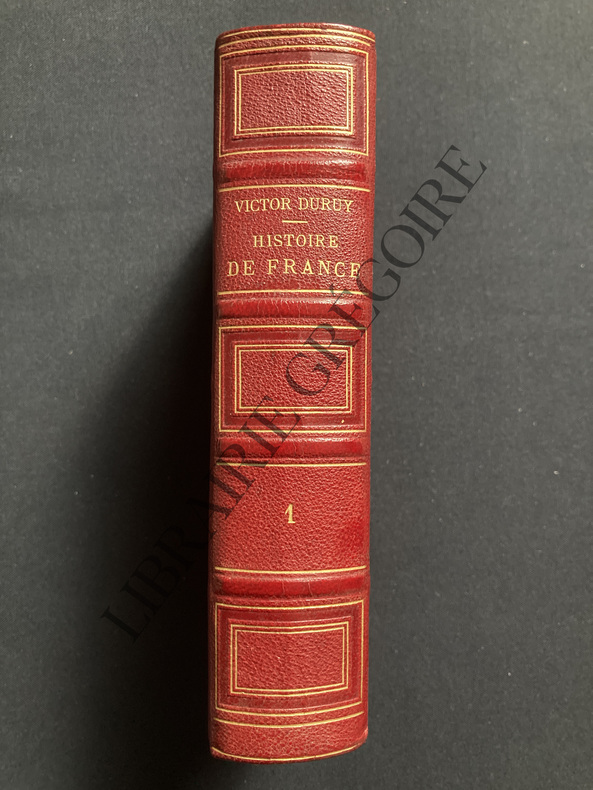 VICTOR DURUY
HISTOIRE
DE FRANCE
1
LIBRAIRIE GRÉGOIRE